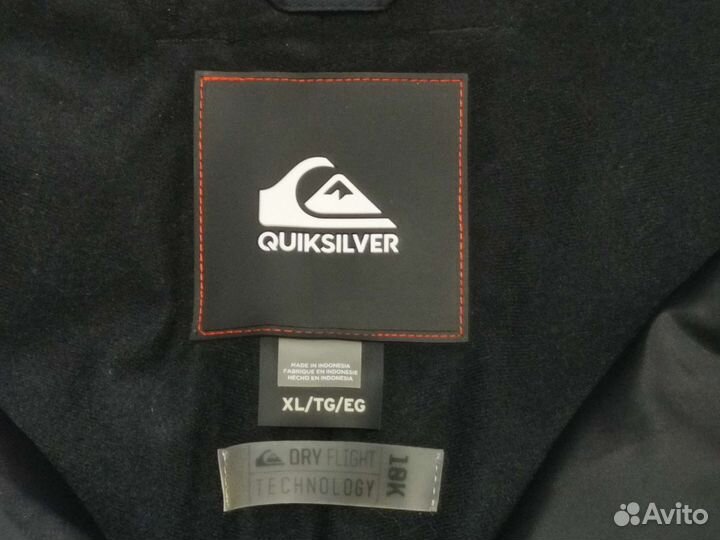 QUIKSILVER
MADE IN INDONESIA
FABRIQUE EN INDONESIE
HECHO EN INDONESIA
XL/TG/EG
DRY FLIGHT
TECHNOLOGY
10K
Avito